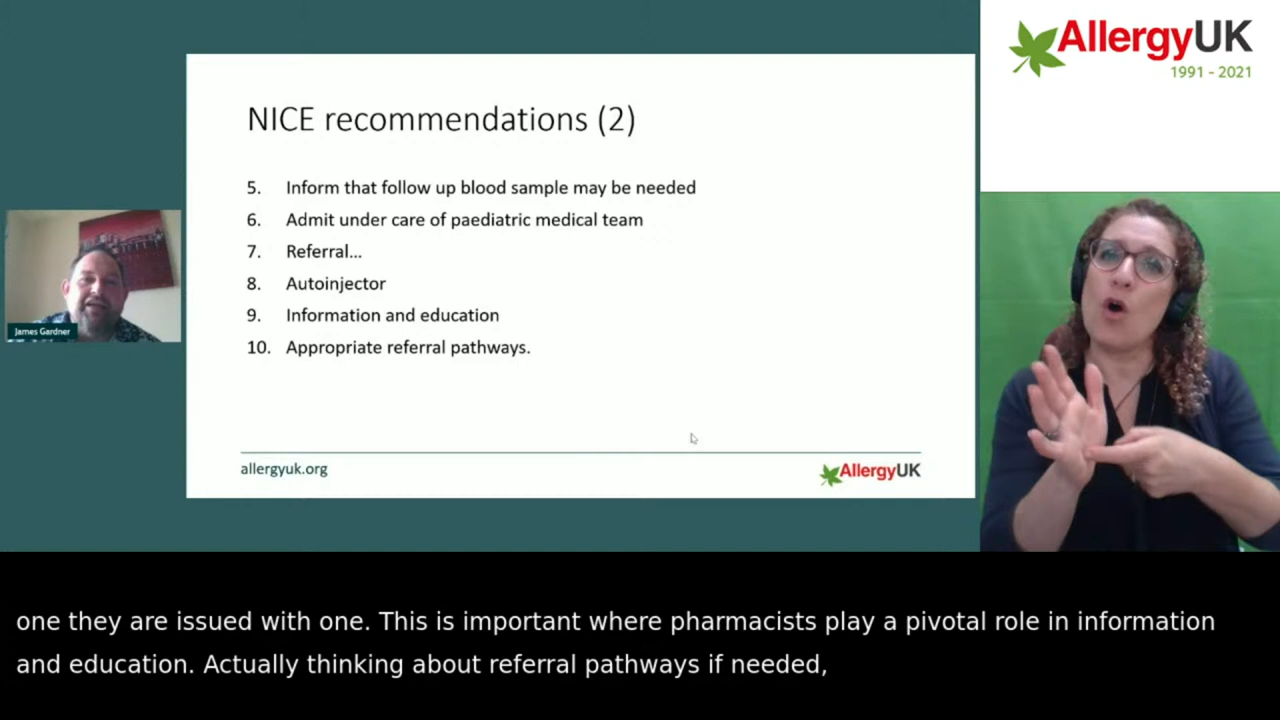 AllergyUK
1991 - 2021
NICE recommendations (2)
5. Inform that follow up blood sample may be needed
6. Admit under care of paediatric medical team
7. Referral...
8. Autoinjector
9. Information and education
10. Appropriate referral pathways.
James Gardner
allergyuk.org
AllergyUK
one they are issued with one. This is important where pharmacists play a pivotal role in information
and education. Actually thinking about referral pathways if needed,